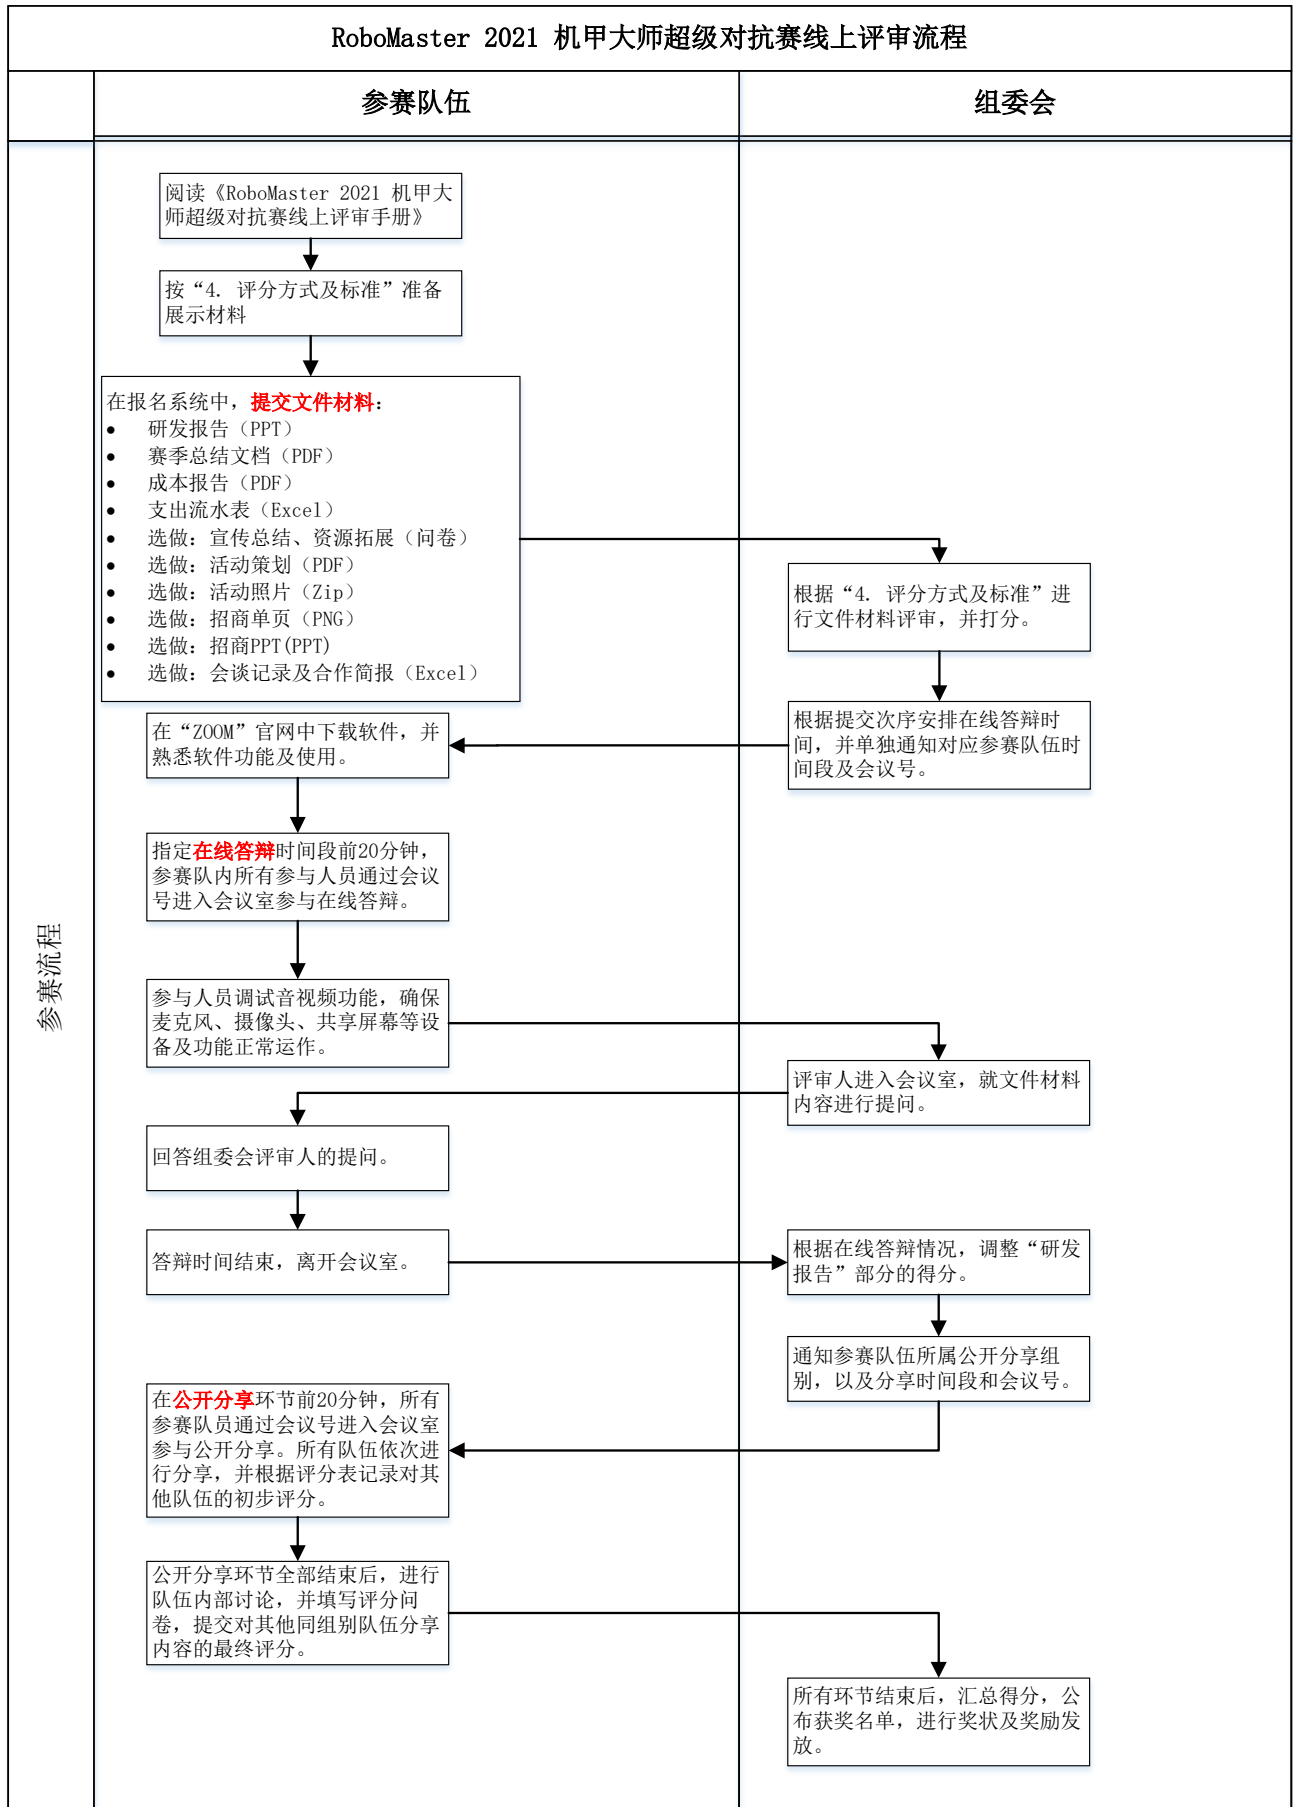 RoboMaster 2021 机甲大师超级对抗赛线上评审流程
参赛队伍
组委会
参赛流程
阅读《RoboMaster 2021 机甲大
师超级对抗赛线上评审手册》
按“4. 评分方式及标准”准备
展示材料
在报名系统中，提交文件材料：
● 研发报告（PPT）
● 赛季总结文档（PDF）
● 成本报告（PDF）
● 支出流水表（Excel）
● 选做：宣传总结、资源拓展（问卷）
● 选做：活动策划（PDF）
● 选做：活动照片（Zip）
● 选做：招商单页（PNG）
● 选做：招商PPT(PPT)
● 选做：会谈记录及合作简报（Excel）
根据“4. 评分方式及标准”进
行文件材料评审，并打分。
根据提交次序安排在线答辩时
间，并单独通知对应参赛队伍时
间段及会议号。
在“ZOOM”官网中下载软件，并
熟悉软件功能及使用。
指定在线答辩时间段前20分钟，
参赛队内所有参与人员通过会议
号进入会议室参与在线答辩。
参与人员调试音视频功能，确保
麦克风、摄像头、共享屏幕等设
备及功能正常运作。
评审人进入会议室，就文件材料
内容进行提问。
回答组委会评审人的提问。
答辩时间结束，离开会议室。
根据在线答辩情况，调整“研发
报告”部分的得分。
通知参赛队伍所属公开分享组
别，以及分享时间段和会议号。
在公开分享环节前20分钟，所有
参赛队员通过会议号进入会议室
参与公开分享。所有队伍依次进
行分享，并根据评分表记录对其
他队伍的初步评分。
公开分享环节全部结束后，进行
队伍内部讨论，并填写评分问
卷，提交对其他同组别队伍分享
内容的最终评分。
所有环节结束后，汇总得分，公
布获奖名单，进行奖状及奖励发
放。